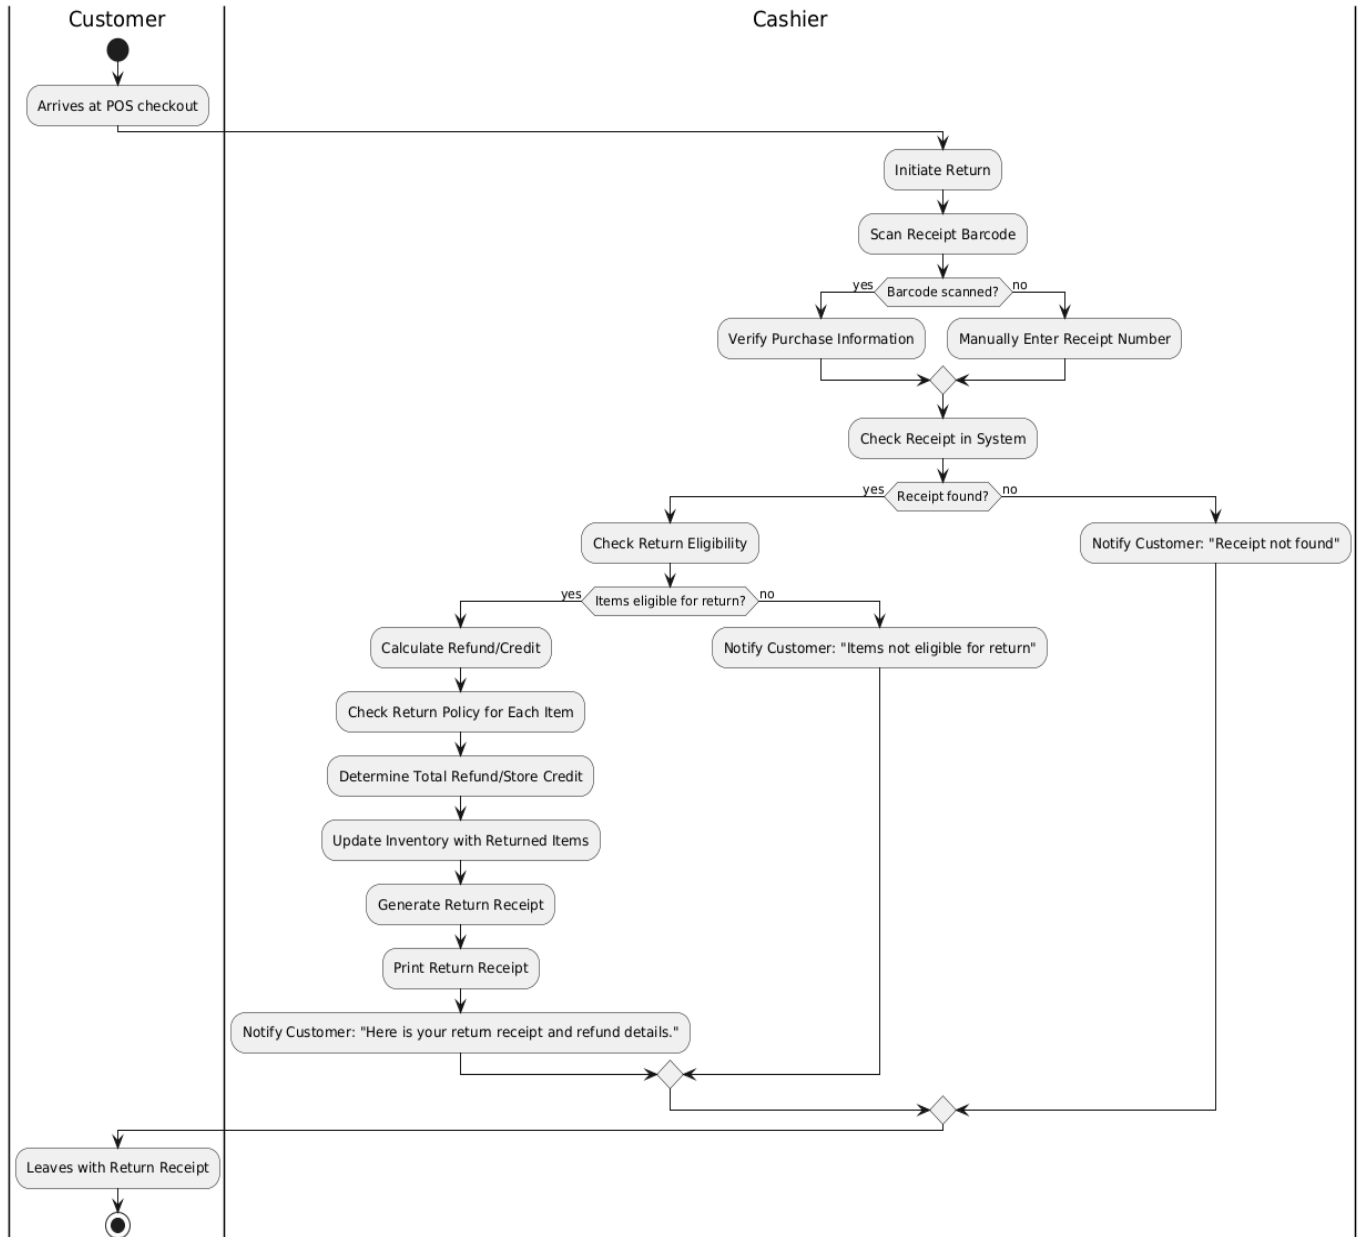 Customer
Cashier
Arrives at POS checkout
Initiate Return
Scan Receipt Barcode
yes
Barcode scanned?
no
Verify Purchase Information
Manually Enter Receipt Number
Check Receipt in System
yes
Receipt found?
no
Check Return Eligibility
Notify Customer: "Receipt not found"
yes
Items eligible for return?
no
Calculate Refund/Credit
Notify Customer: "Items not eligible for return"
Check Return Policy for Each Item
Determine Total Refund/Store Credit
Update Inventory with Returned Items
Generate Return Receipt
Print Return Receipt
Notify Customer: "Here is your return receipt and refund details."
Leaves with Return Receipt